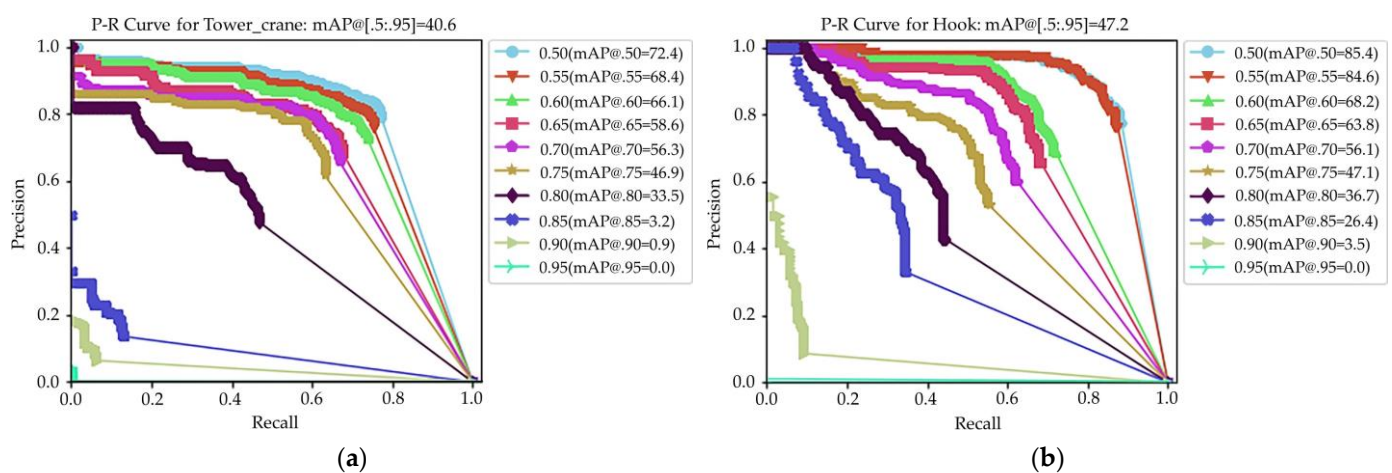 P-R Curve for Tower_crane: mAP@[.5:.95]=40.6
1.0
0.8
0.6
0.4
0.2
0.0
Precision
0.0 0.2 0.4 0.6 0.8 1.0
Recall
0.50(mAP@.50=72.4)
0.55(mAP@.55=68.4)
0.60(mAP@.60=66.1)
0.65(mAP@.65=58.6)
0.70(mAP@.70=56.3)
0.75(mAP@.75=46.9)
0.80(mAP@.80=33.5)
0.85(mAP@.85=3.2)
0.90(mAP@.90=0.9)
0.95(mAP@.95=0.0)
(a)
P-R Curve for Hook: mAP@[.5:.95]=47.2
1.0
0.8
0.6
0.4
0.2
0.0
Precision
0.0 0.2 0.4 0.6 0.8 1.0
Recall
0.50(mAP@.50=85.4)
0.55(mAP@.55=84.6)
0.60(mAP@.60=68.2)
0.65(mAP@.65=63.8)
0.70(mAP@.70=56.1)
0.75(mAP@.75=47.1)
0.80(mAP@.80=36.7)
0.85(mAP@.85=26.4)
0.90(mAP@.90=3.5)
0.95(mAP@.95=0.0)
(b)